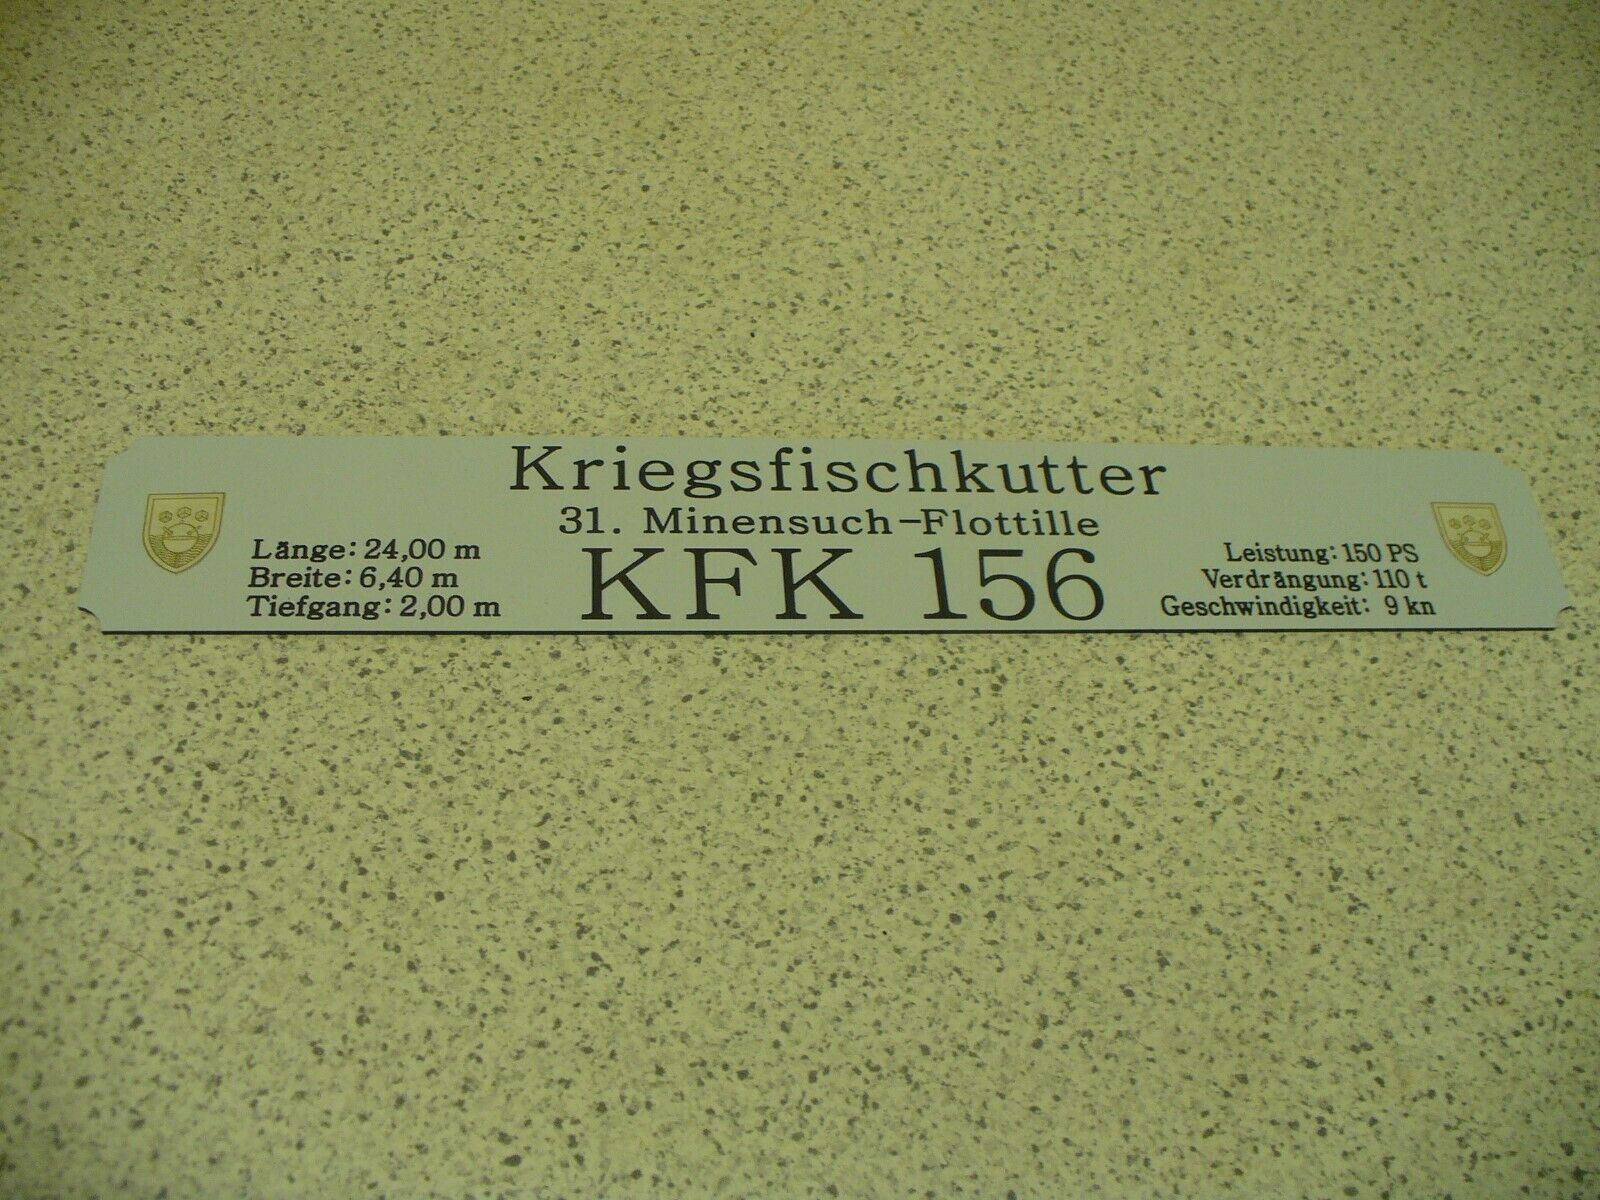 Kriegsfischkutter
31. Minensuch-Flottille
KFK 156
Länge: 24,00 m
Breite: 6,40 m
Tiefgang: 2,00 m
Leistung: 150 PS
Verdrängung: 110 t
Geschwindigkeit: 9 kn